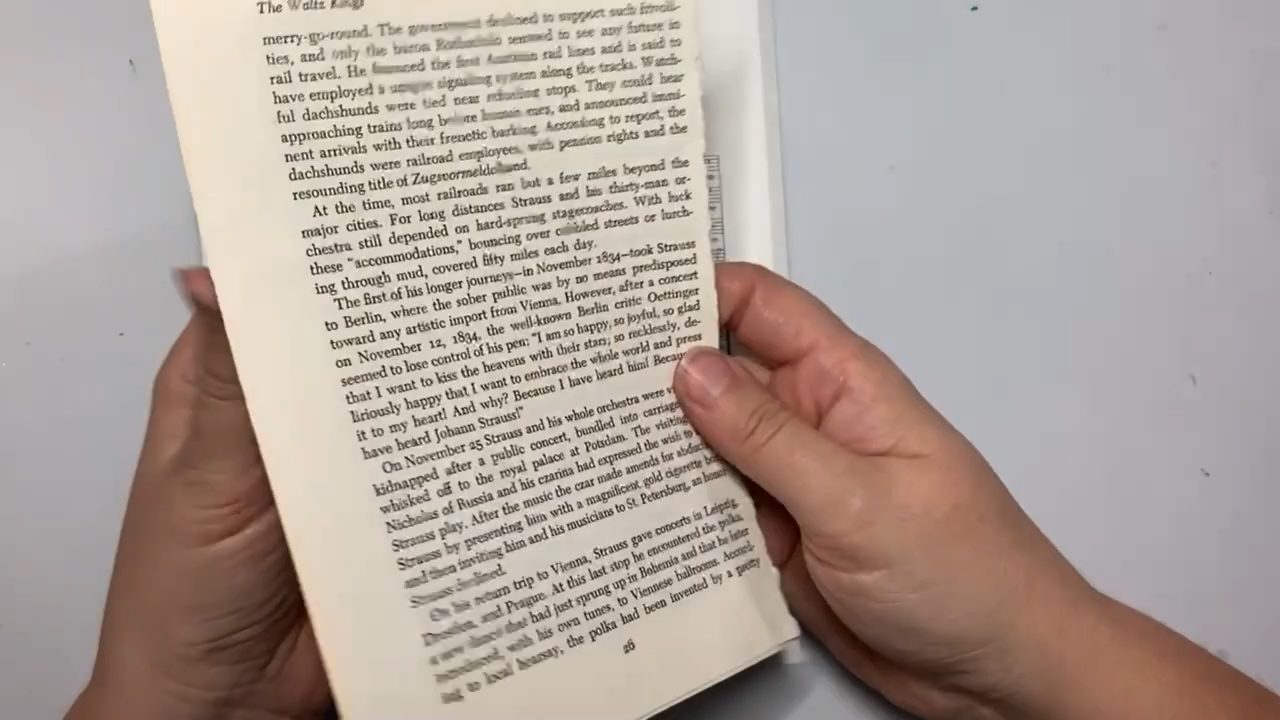 The Waltz Kings
merry-go-round. The government declined to support such frivoli-
ties, and only the baron Rothschild seemed to see any future in
rail travel. He financed the first Austrian rail lines and is said to
have employed a unique signaling system along the tracks. Watch-
ful dachshunds were tied near refueling stops. They could hear
approaching trains long before human ears, and announced immi-
nent arrivals with their frenetic barking. According to report, the
dachshunds were railroad employees, with pension rights and the
resounding title of Zugsvormeldehund.
At the time, most railroads ran but a few miles beyond the
major cities. For long distances Strauss and his thirty-man or-
chestra still depended on hard-sprung stagecoaches. With luck
these "accommodations," bouncing over cobbled streets or lurch-
ing through mud, covered fifty miles each day.
The first of his longer journeys—in November 1834—took Strauss
to Berlin, where the sober public was by no means predisposed
toward any artistic import from Vienna. However, after a concert
on November 12, 1834, the well-known Berlin critic Oettinger
seemed to lose control of his pen: "I am so happy, so joyful, so glad
that I want to kiss the heavens with their stars; so recklessly, de-
liriously happy that I want to embrace the whole world and press
it to my heart! And why? Because I have heard him! Because
have heard Johann Strauss!"
On November 25 Strauss and his whole orchestra were
kidnapped after a public concert, bundled into
whisked off to the royal palace at Potsdam. The visiting
Nicholas of Russia and his czarina had expressed the wish to
Strauss play. After the music the czar made amends for
Strauss by presenting him with a magnificent gold cigarette
and then inviting him and his musicians to St. Petersburg, an
Strauss declined.
On his return trip to Vienna, Strauss gave concerts in Leipzig,
Dresden, and Prague. At this last stop he encountered the polka,
a new dance that had just sprung up in Bohemia and that he later
introduced, with his own tunes, to Viennese ballrooms. Accord-
ing to local hearsay, the polka had been invented by a pretty
26